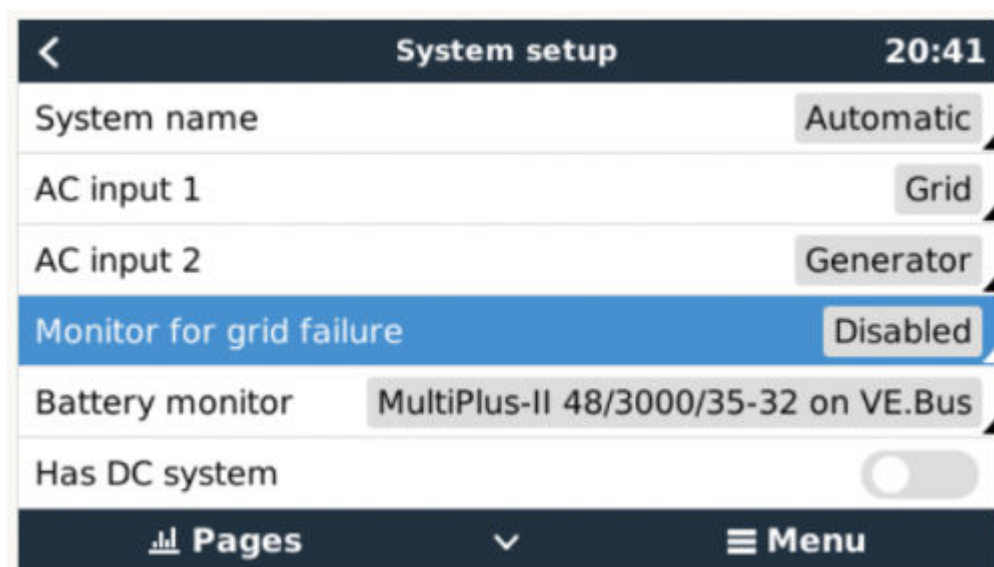 System setup 20:41
System name Automatic
AC input 1 Grid
AC input 2 Generator
Monitor for grid failure Disabled
Battery monitor MultiPlus-II 48/3000/35-32 on VE.Bus
Has DC system
Pages Menu